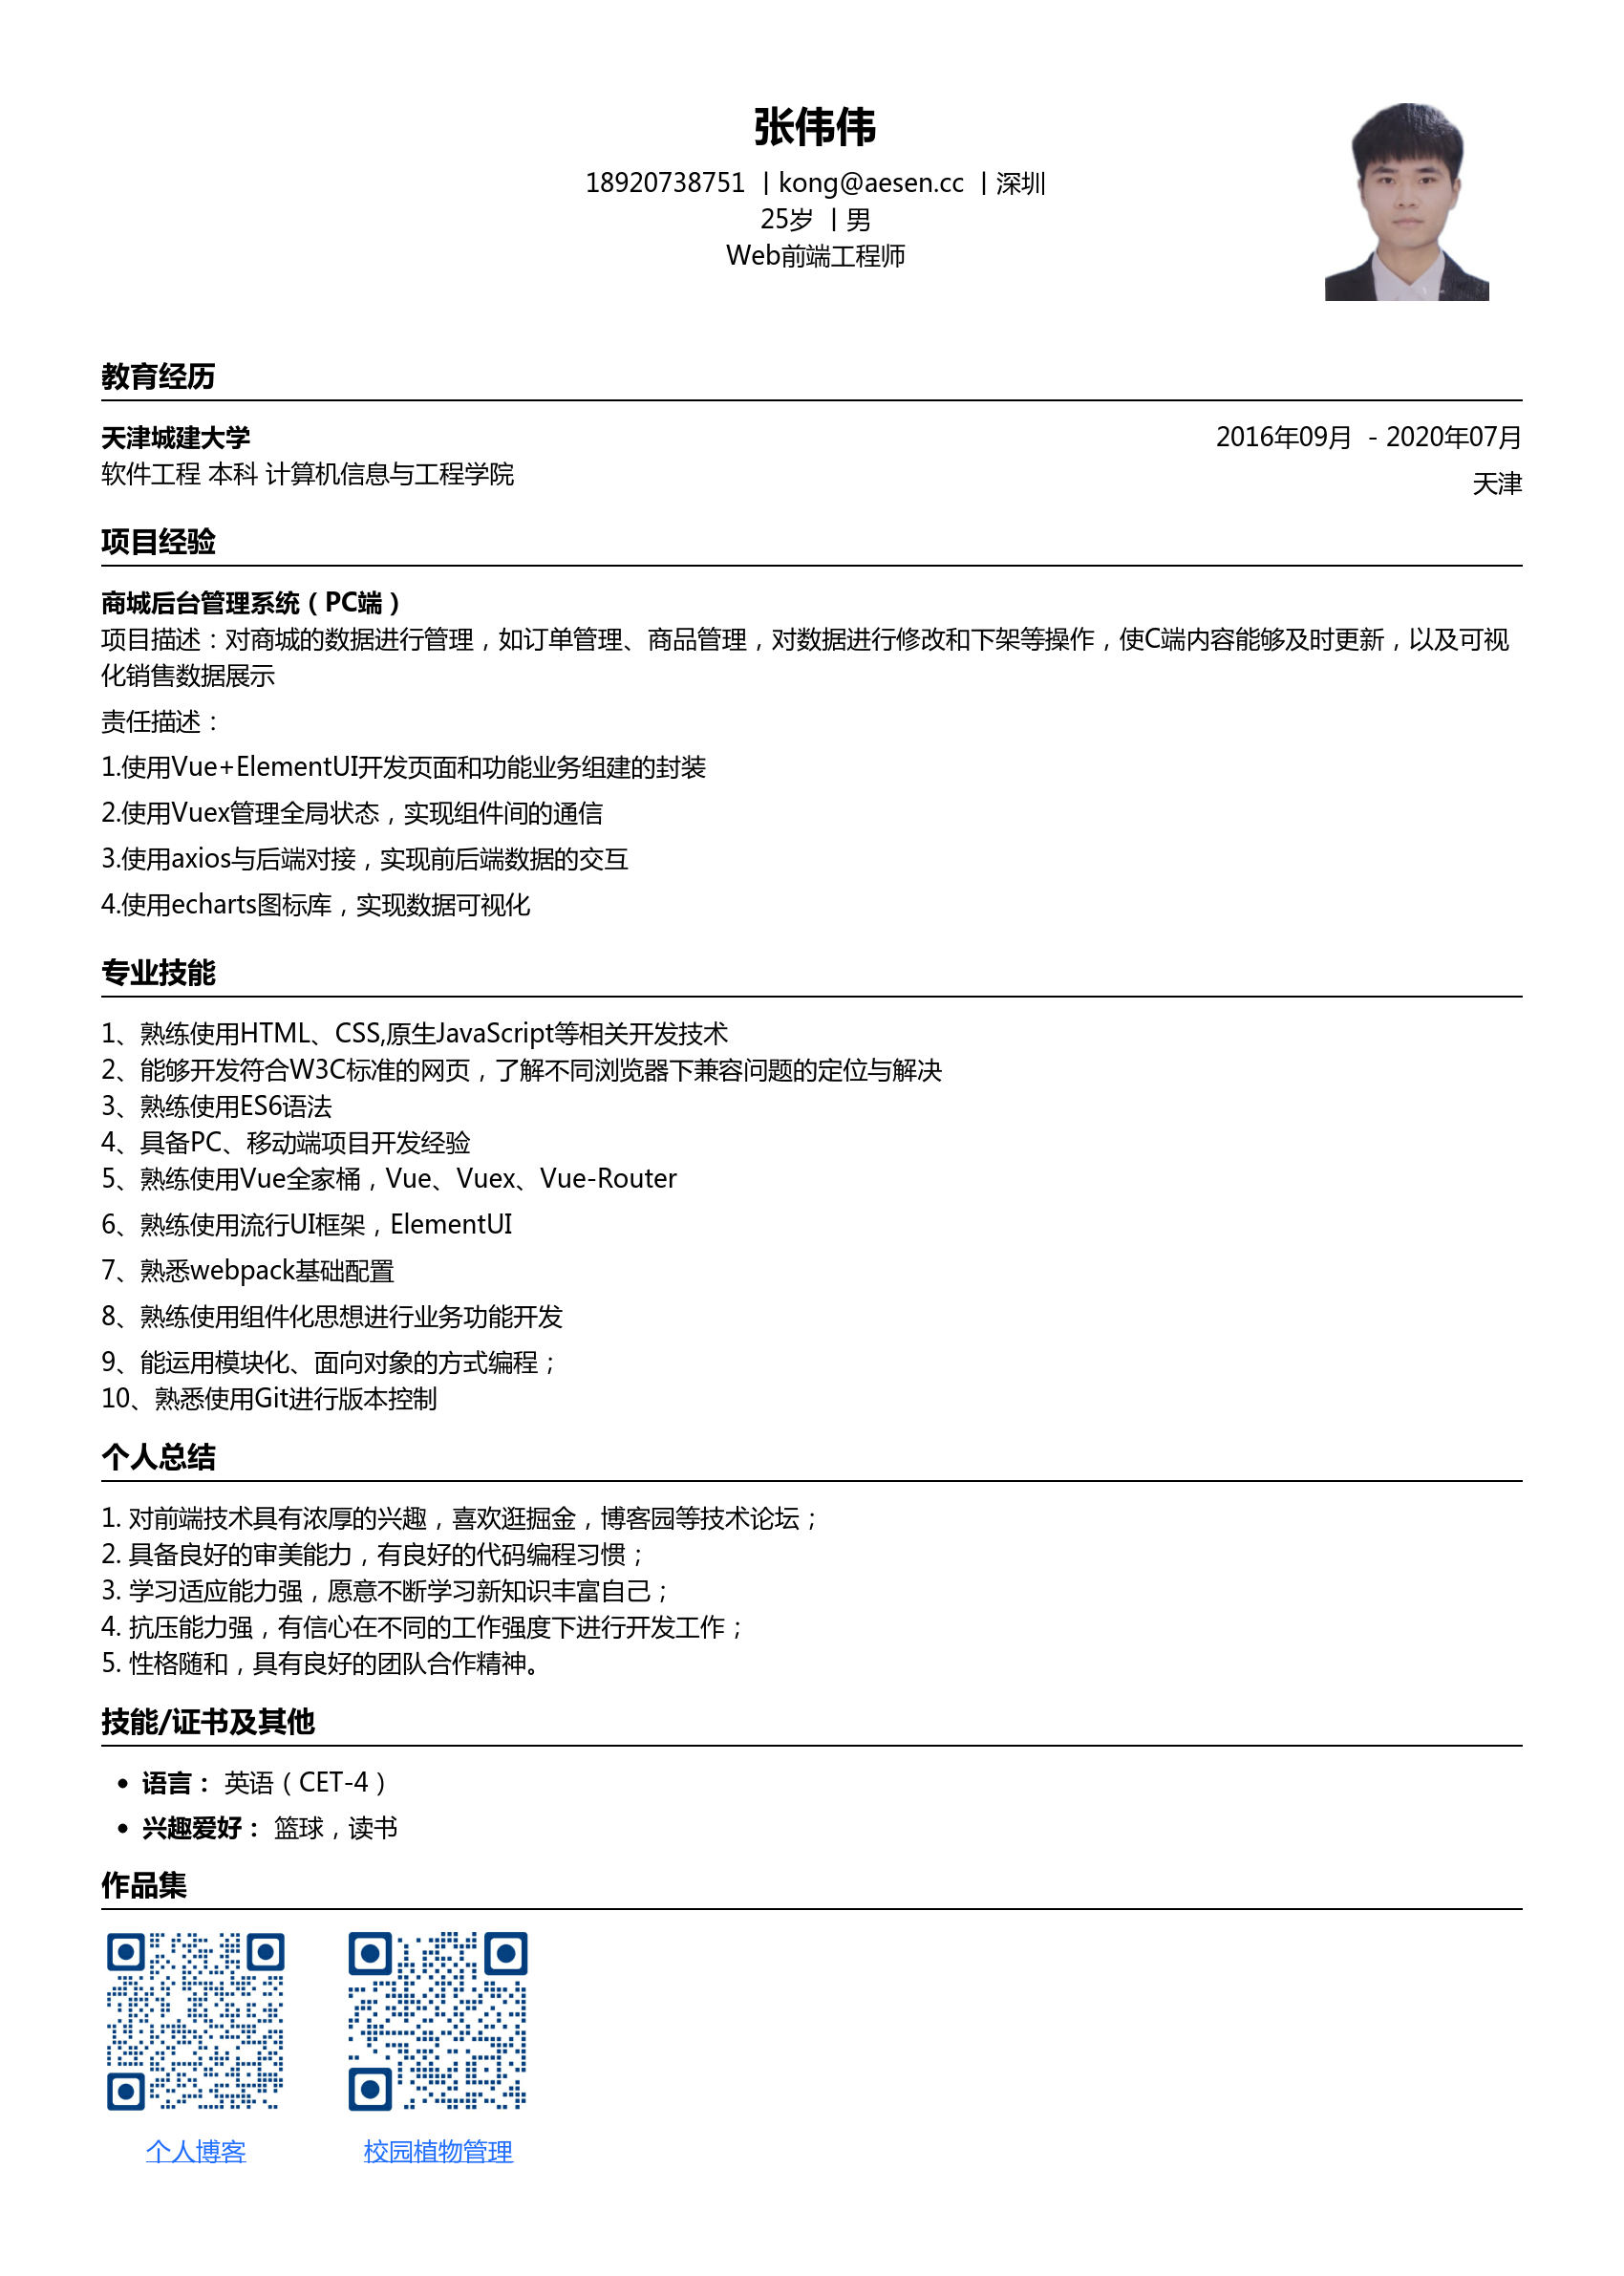 张伟伟
18920738751 | kong@aesen.cc | 深圳
25岁 | 男
Web前端工程师
教育经历
天津城建大学 2016年09月 - 2020年07月
软件工程 本科 计算机信息与工程学院 天津
项目经验
商城后台管理系统（PC端）
项目描述：对商城的数据进行管理，如订单管理、商品管理，对数据进行修改和下架等操作，使C端内容能够及时更新，以及可视
化销售数据展示
责任描述：
1.使用Vue+ElementUI开发页面和功能业务组建的封装
2.使用Vuex管理全局状态，实现组件间的通信
3.使用axios与后端对接，实现前后端数据的交互
4.使用echarts图标库，实现数据可视化
专业技能
1、熟练使用HTML、CSS,原生JavaScript等相关开发技术
2、能够开发符合W3C标准的网页，了解不同浏览器下兼容问题的定位与解决
3、熟练使用ES6语法
4、具备PC、移动端项目开发经验
5、熟练使用Vue全家桶，Vue、Vuex、Vue-Router
6、熟练使用流行UI框架，ElementUI
7、熟悉webpack基础配置
8、熟练使用组件化思想进行业务功能开发
9、能运用模块化、面向对象的方式编程；
10、熟悉使用Git进行版本控制
个人总结
1. 对前端技术具有浓厚的兴趣，喜欢逛掘金，博客园等技术论坛；
2. 具备良好的审美能力，有良好的代码编程习惯；
3. 学习适应能力强，愿意不断学习新知识丰富自己；
4. 抗压能力强，有信心在不同的工作强度下进行开发工作；
5. 性格随和，具有良好的团队合作精神。
技能/证书及其他
• 语言： 英语（CET-4）
• 兴趣爱好： 篮球，读书
作品集
个人博客 校园植物管理